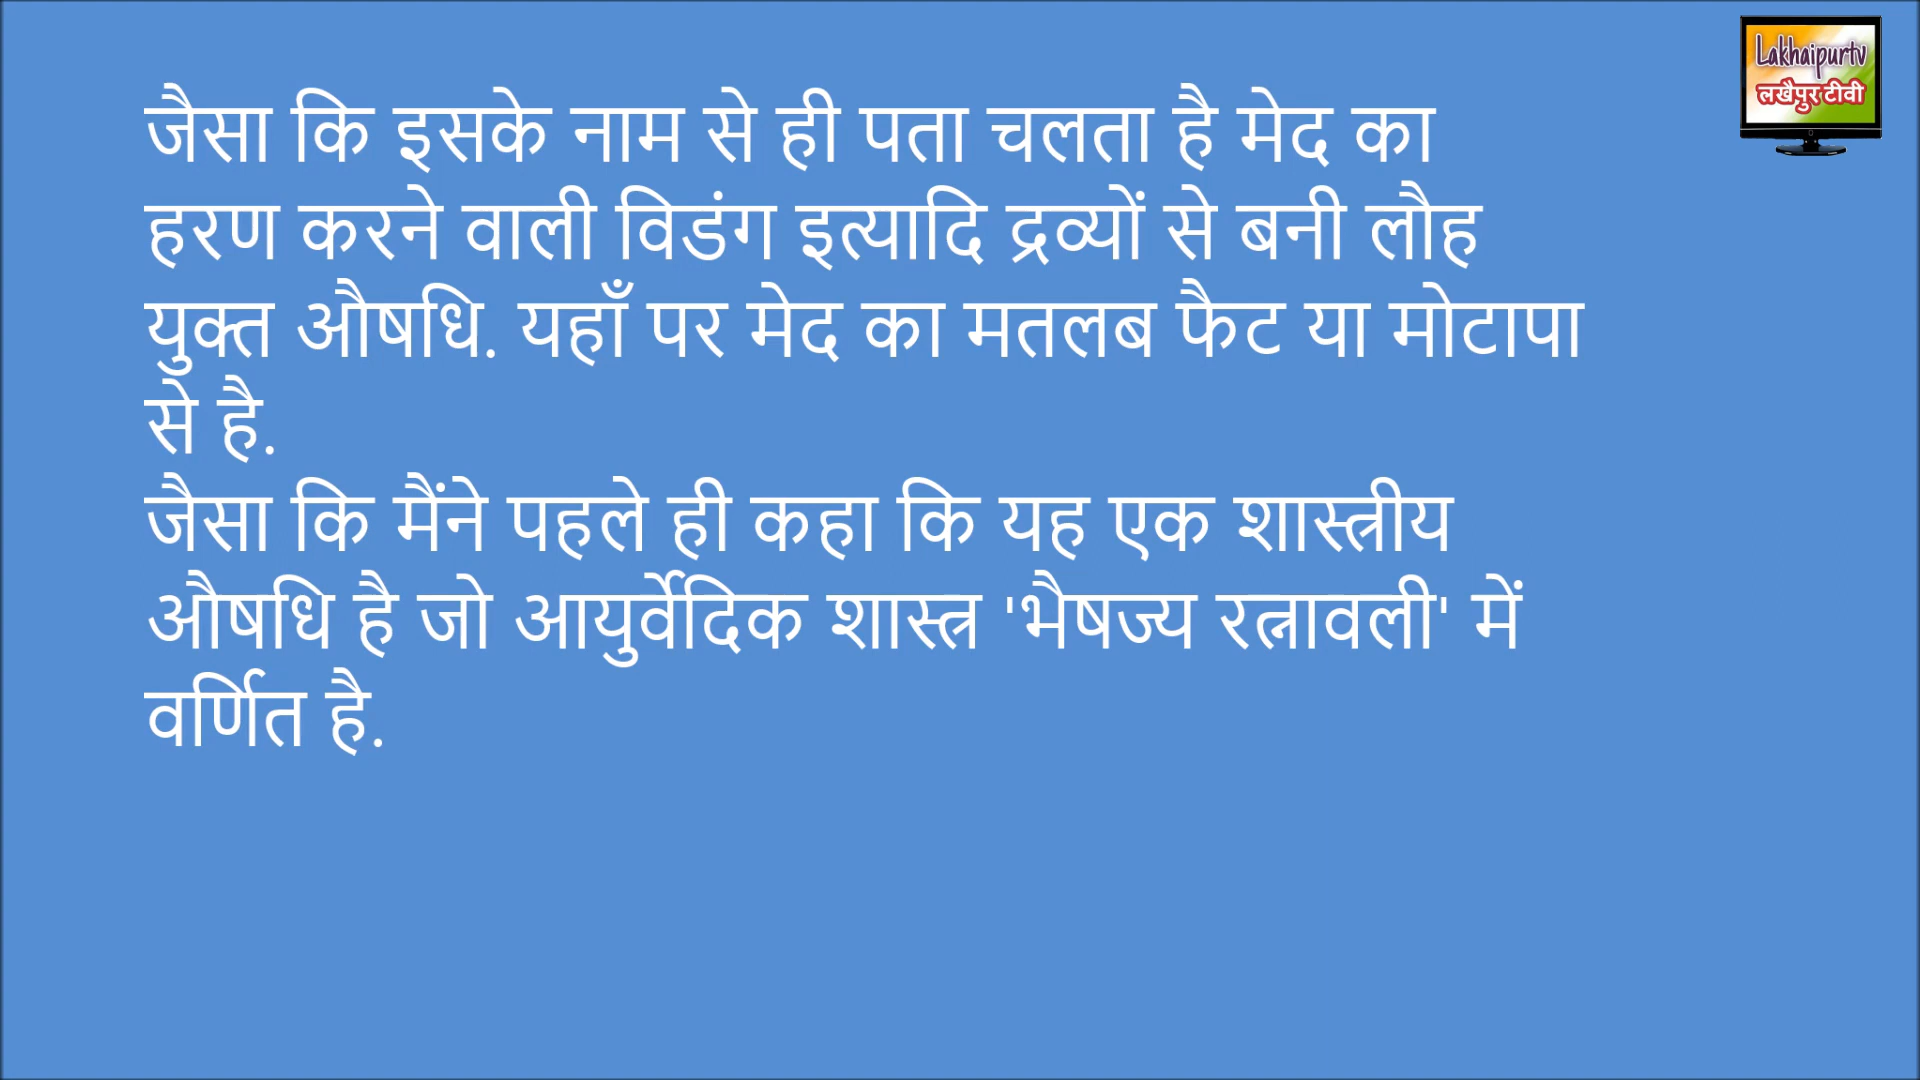 Lakhaipurtv
लखैपुर टीवी
जैसा कि इसके नाम से ही पता चलता है मेद का
हरण करने वाली विडंग इत्यादि द्रव्यों से बनी लौह
युक्त औषधि. यहाँ पर मेद का मतलब फैट या मोटापा
से है.
जैसा कि मैंने पहले ही कहा कि यह एक शास्त्रीय
औषधि है जो आयुर्वेदिक शास्त्र 'भैषज्य रत्नावली' में
वर्णित है.